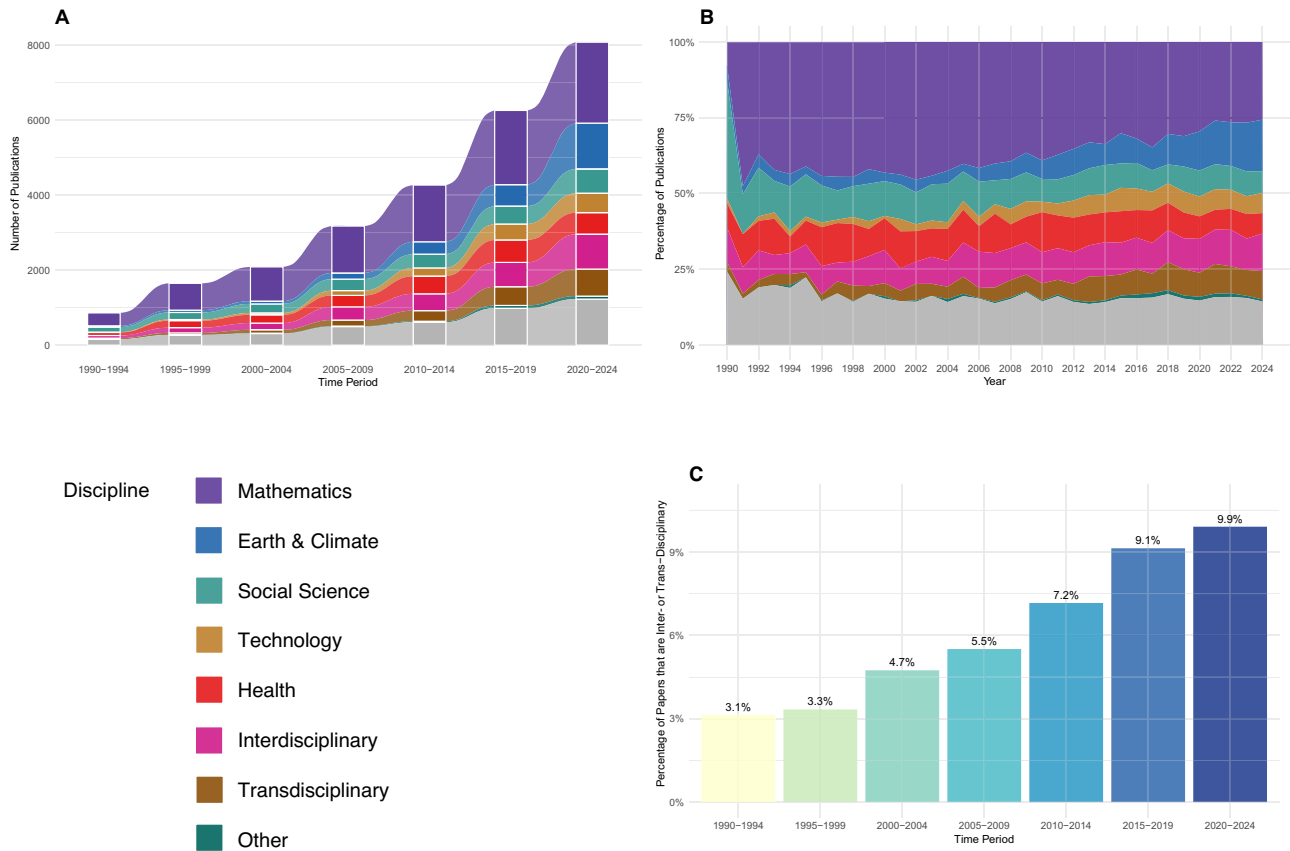 A
Number of Publications
8000
6000
4000
2000
0
1990−1994
1995−1999
2000−2004
2005−2009
2010−2014
2015−2019
2020−2024
Time Period
B
Percentage of Publications
100%
75%
50%
25%
0%
1990
1992
1994
1996
1998
2000
2002
2004
2006
2008
2010
2012
2014
2016
2018
2020
2022
2024
Year
Discipline
Mathematics
Earth & Climate
Social Science
Technology
Health
Interdisciplinary
Transdisciplinary
Other
C
Percentage of Papers that are Inter- or Trans−Disciplinary
9%
6%
3%
0%
3.1%
3.3%
4.7%
5.5%
7.2%
9.1%
9.9%
1990−1994
1995−1999
2000−2004
2005−2009
2010−2014
2015−2019
2020−2024
Time Period